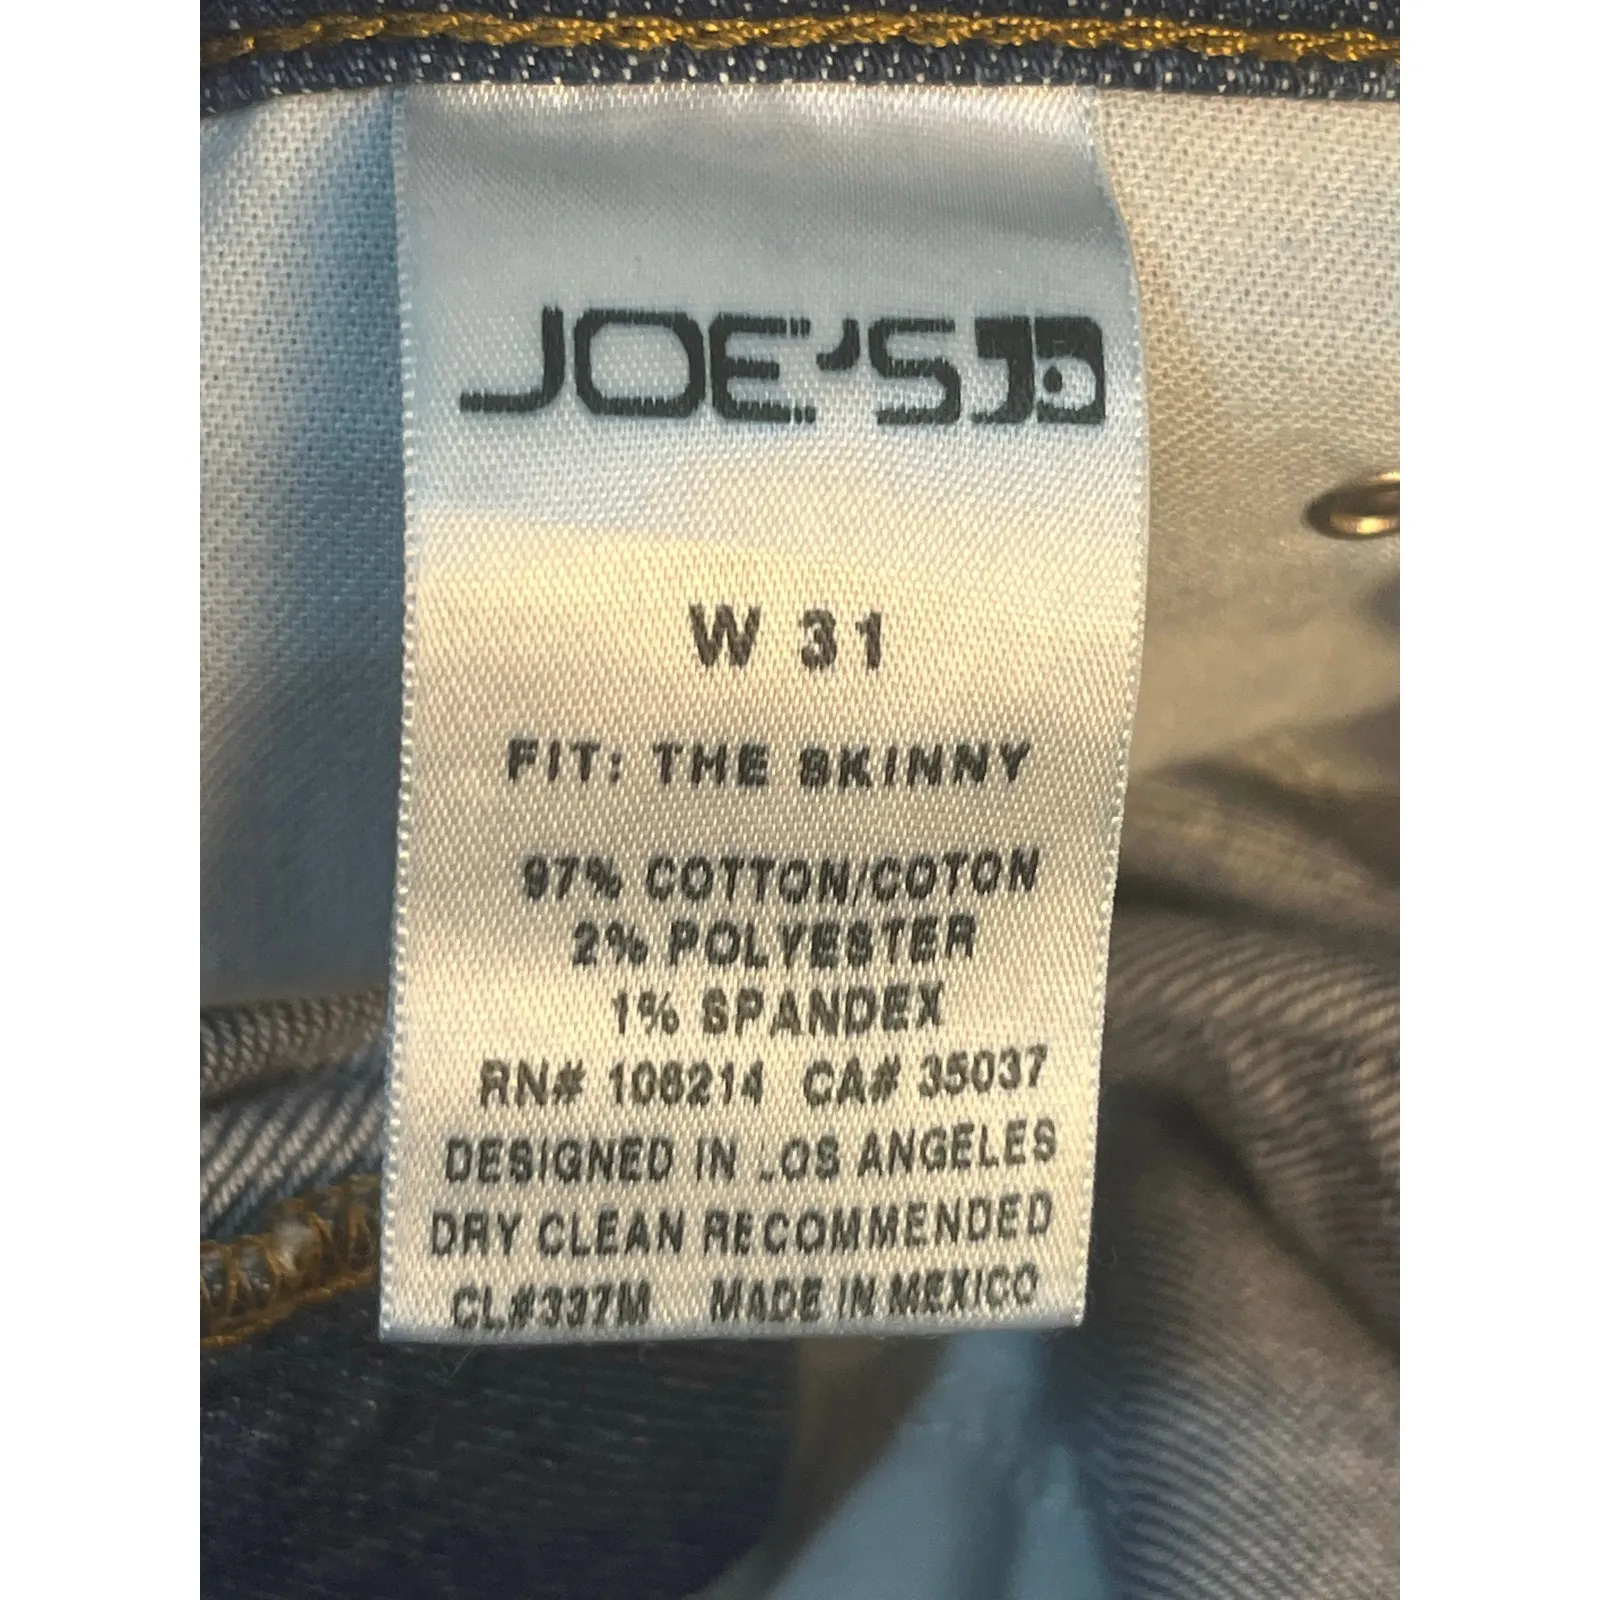 JOE'S
W 31
FIT: THE SKINNY
97% COTTON/COTON
2% POLYESTER
1% SPANDEX
RN# 106214 CA# 35037
DESIGNED IN LOS ANGELES
DRY CLEAN RECOMMENDED
CL#337M MADE IN MEXICO